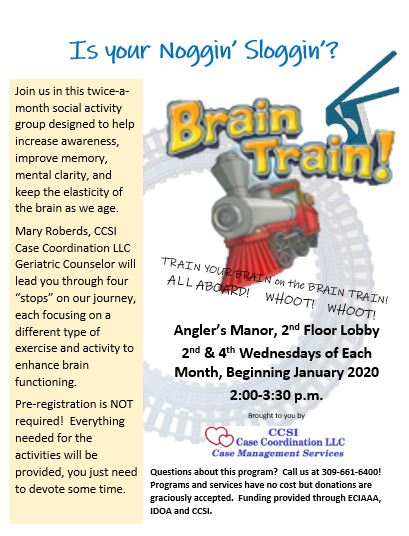 Is your Noggin' Sloggin'?
Join us in this twice-a-
month social activity
group designed to help
increase awareness,
improve memory,
mental clarity, and
keep the elasticity of
the brain as we age.
Mary Roberds, CCSI
Case Coordination LLC
Geriatric Counselor will
lead you through four
“stops” on our journey,
each focusing on a
different type of
exercise and activity to
enhance brain
functioning.
Pre-registration is NOT
required!  Everything
needed for the
activities will be
provided, you just need
to devote some time.
Brain
Train!
TRAIN YOUR BRAIN on the BRAIN TRAIN!
ALL ABOARD! WHOOT! WHOOT!
Angler's Manor, 2nd Floor Lobby
2nd & 4th Wednesdays of Each
Month, Beginning January 2020
2:00-3:30 p.m.
Brought to you by
CCSI
Case Coordination LLC
Case Management Services
Questions about this program?  Call us at 309-661-6400!
Programs and services have no cost but donations are
graciously accepted.  Funding provided through ECIAAA,
IDOA and CCSI.